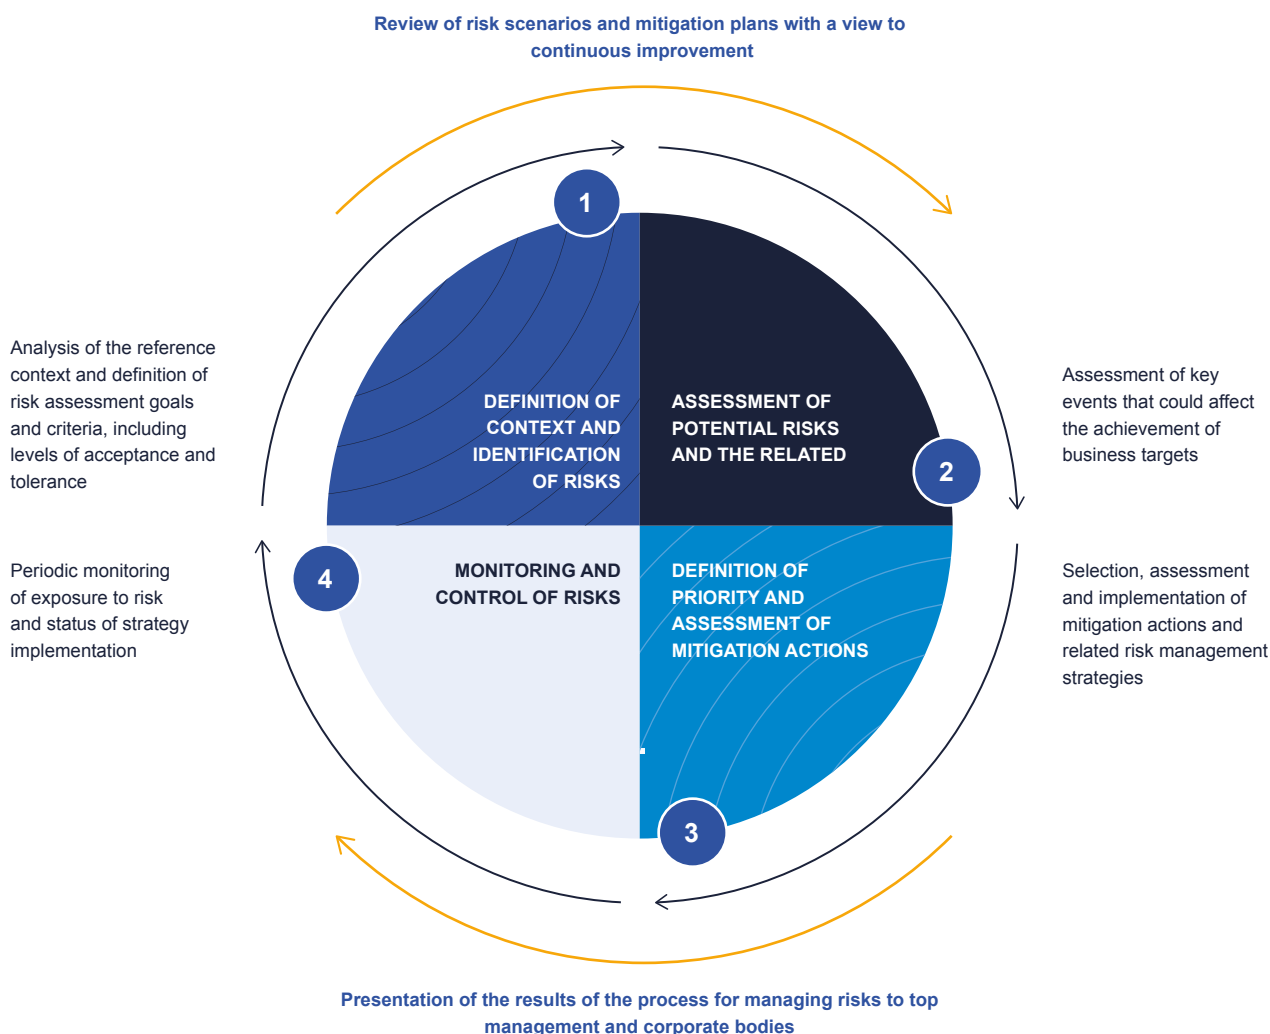 Review of risk scenarios and mitigation plans with a view to
continuous improvement
1
Analysis of the reference
context and definition of
risk assessment goals
and criteria, including
levels of acceptance and
tolerance
DEFINITION OF
CONTEXT AND
IDENTIFICATION
OF RISKS
ASSESSMENT OF
POTENTIAL RISKS
AND THE RELATED
2
Assessment of key
events that could affect
the achievement of
business targets
Periodic monitoring
of exposure to risk
and status of strategy
implementation
4
MONITORING AND
CONTROL OF RISKS
DEFINITION OF
PRIORITY AND
ASSESSMENT OF
MITIGATION ACTIONS
Selection, assessment
and implementation of
mitigation actions and
related risk management
strategies
3
Presentation of the results of the process for managing risks to top
management and corporate bodies